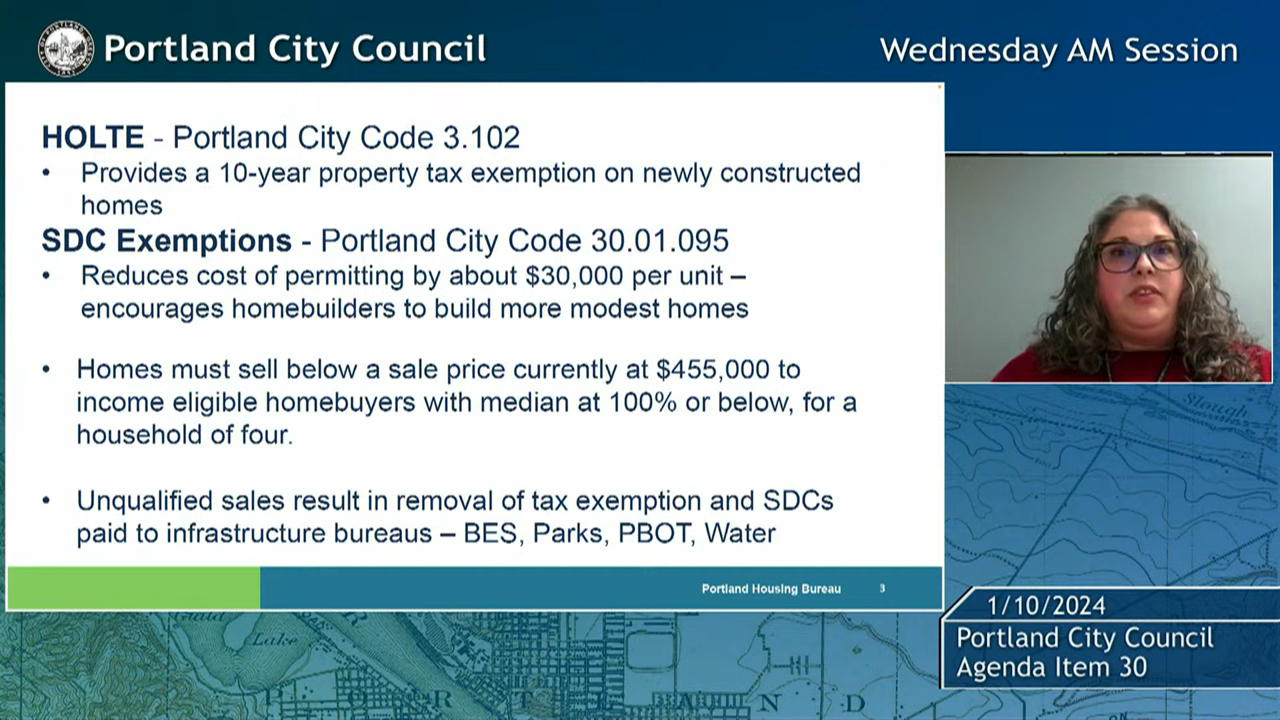 Portland City Council
Wednesday AM Session
HOLTE - Portland City Code 3.102
• Provides a 10-year property tax exemption on newly constructed
homes
SDC Exemptions - Portland City Code 30.01.095
• Reduces cost of permitting by about $30,000 per unit –
encourages homebuilders to build more modest homes
• Homes must sell below a sale price currently at $455,000 to
income eligible homebuyers with median at 100% or below, for a
household of four.
• Unqualified sales result in removal of tax exemption and SDCs
paid to infrastructure bureaus – BES, Parks, PBOT, Water
Portland Housing Bureau 3
Slough
1/10/2024
Portland City Council
Agenda Item 30
Guild
Lake
R T L A N D